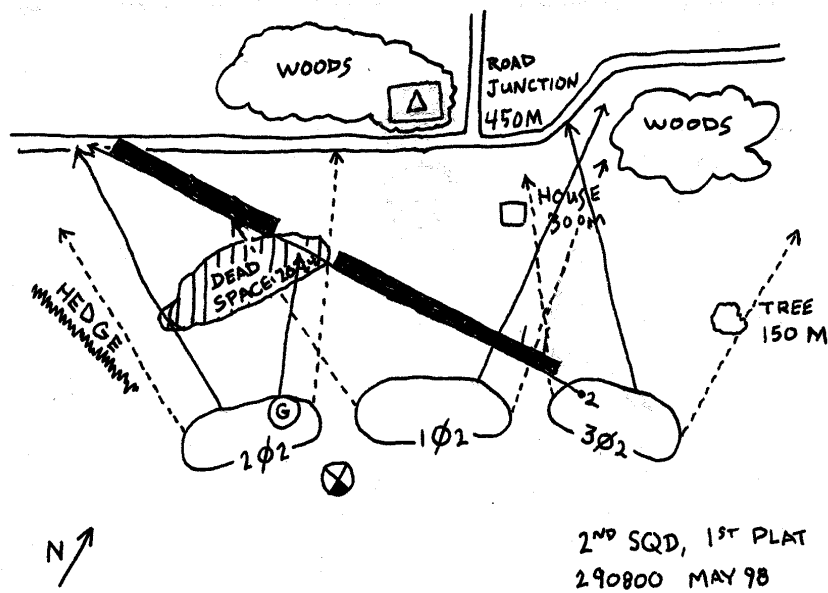 WOODS
ROAD
JUNCTION
450M
WOODS
HOUSE
300M
DEAD
HEDGE
TREE
150 M
G
2
2Ø2
1Ø2
3Ø2
N
2ND SQD, 1ST PLAT
290800 MAY 98